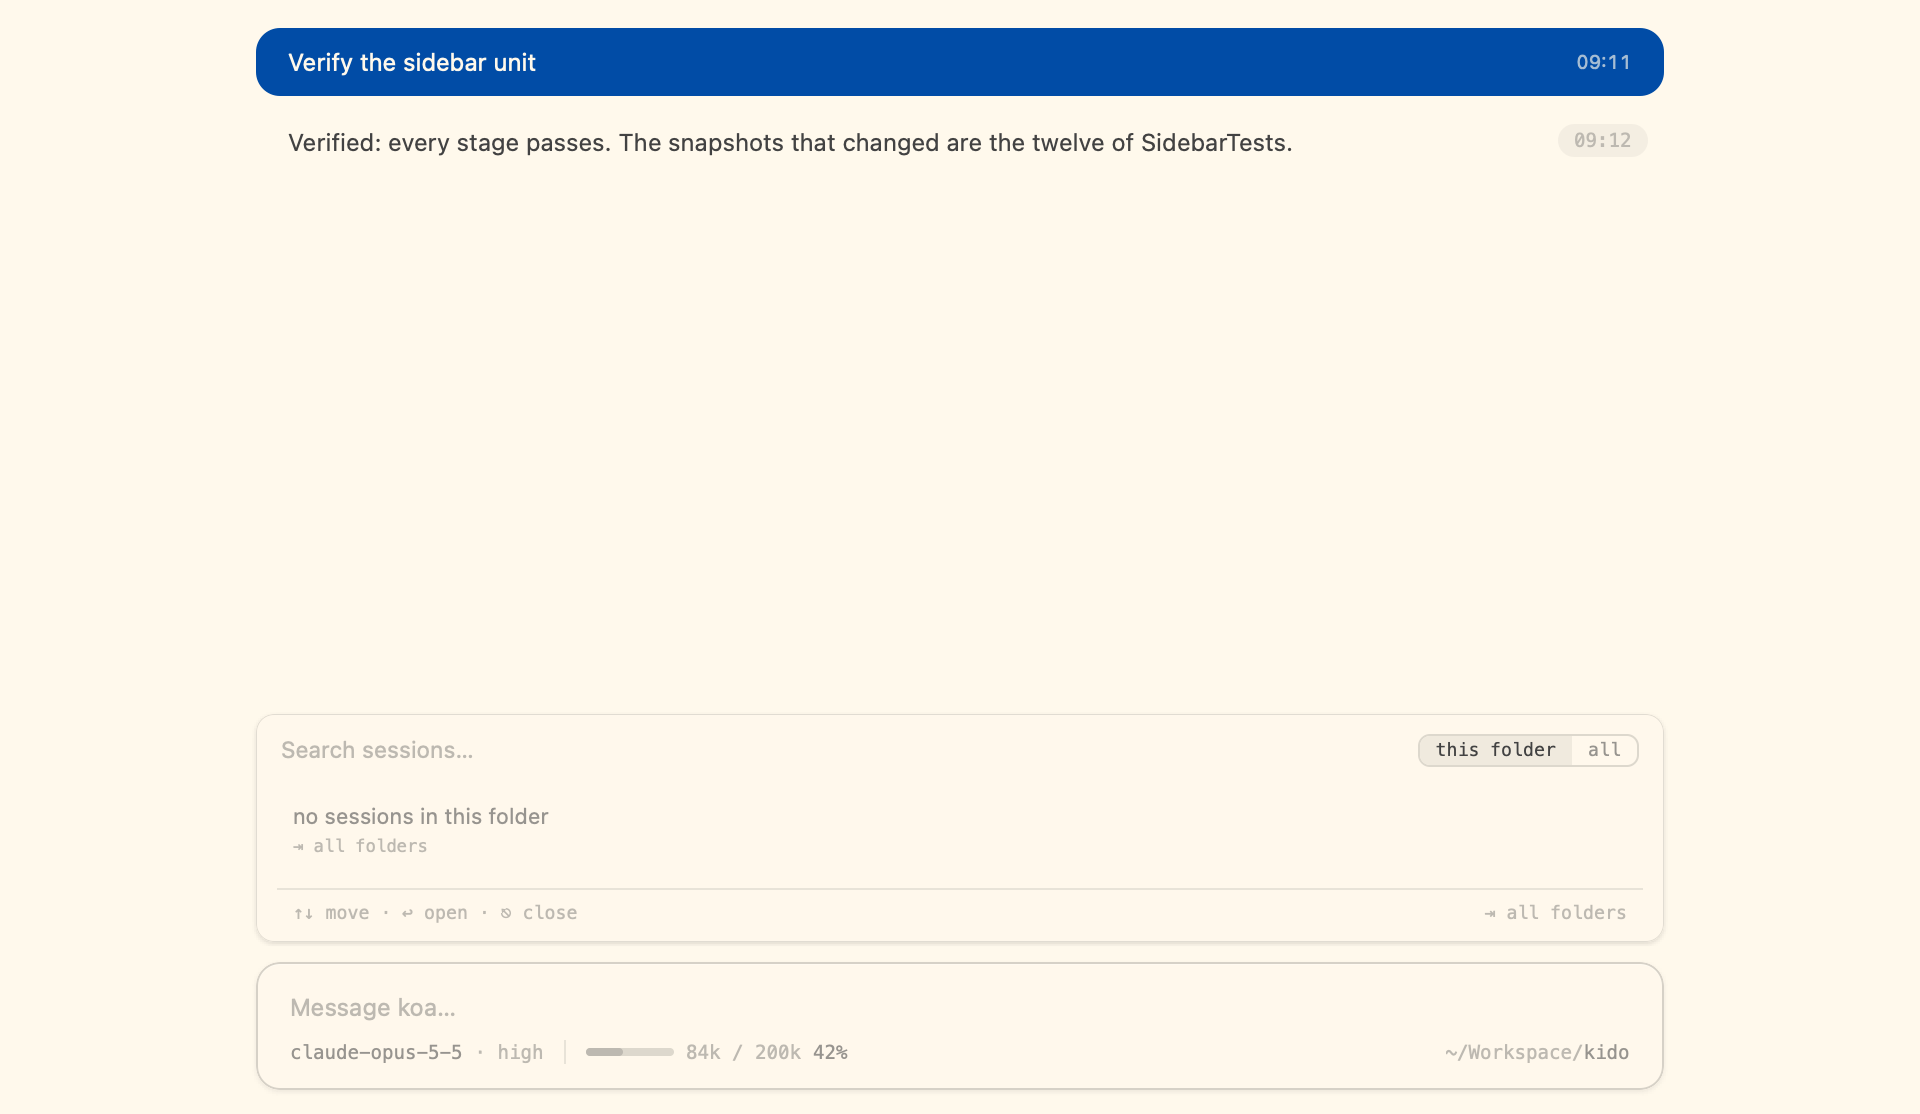 Verify the sidebar unit 09:11
Verified: every stage passes. The snapshots that changed are the twelve of SidebarTests. 09:12
Search sessions… this folder all
no sessions in this folder
⇥ all folders
↑↓ move · ↩ open · ⎋ close ⇥ all folders
Message koa…
claude-opus-5-5 · high 84k / 200k 42% ~/Workspace/kido